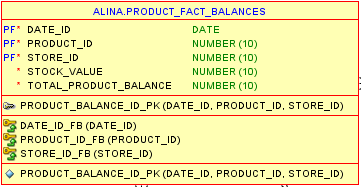 ALINA.PRODUCT_FACT_BALANCES
PF* DATE_ID DATE
PF* PRODUCT_ID NUMBER (10)
PF* STORE_ID NUMBER (10)
* STOCK_VALUE NUMBER (10)
* TOTAL_PRODUCT_BALANCE NUMBER (10)
PRODUCT_BALANCE_ID_PK (DATE_ID, PRODUCT_ID, STORE_ID)
DATE_ID_FB (DATE_ID)
PRODUCT_ID_FB (PRODUCT_ID)
STORE_ID_FB (STORE_ID)
PRODUCT_BALANCE_ID_PK (DATE_ID, PRODUCT_ID, STORE_ID)